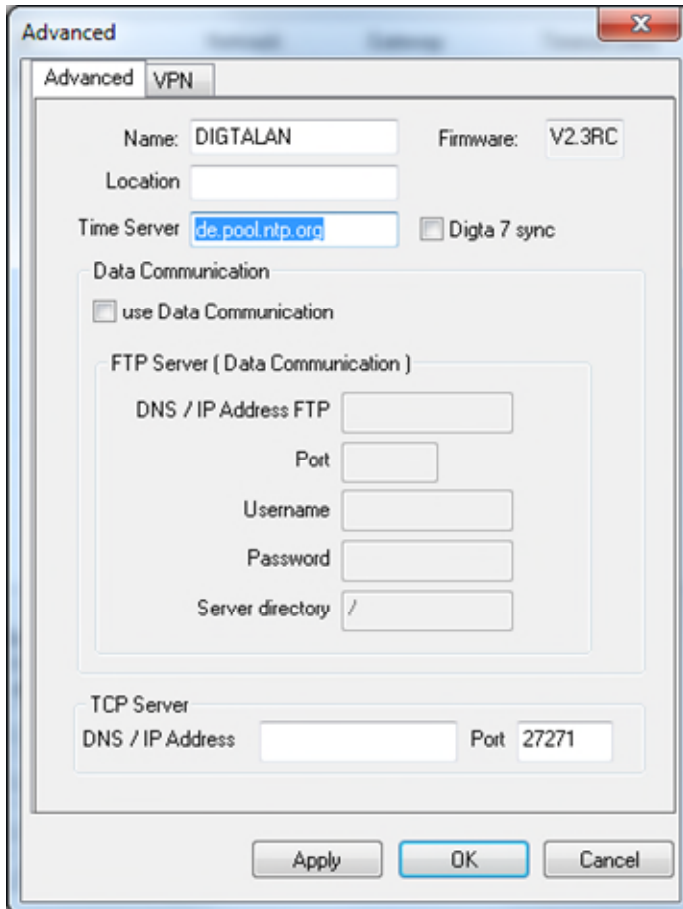 Advanced
Advanced VPN
Name: DIGTALAN Firmware: V2.3RC
Location
Time Server de.pool.ntp.org Digta 7 sync
Data Communication
use Data Communication
FTP Server ( Data Communication )
DNS / IP Address FTP
Port
Username
Password
Server directory /
TCP Server
DNS / IP Address Port 27271
Apply OK Cancel